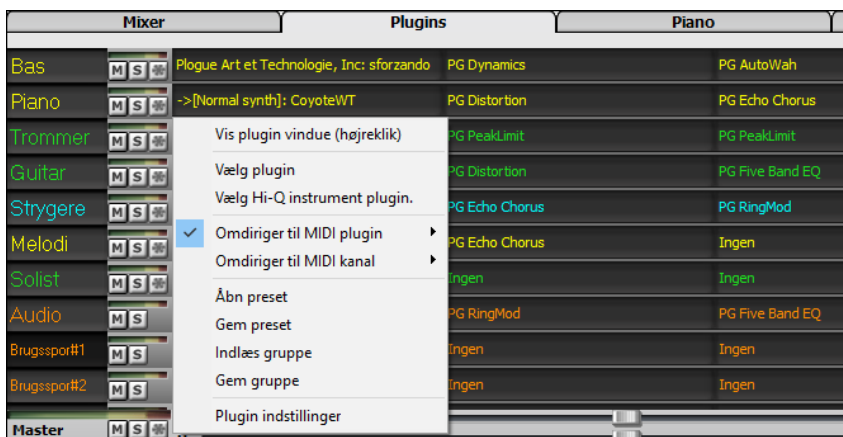 Mixer Plugins Piano
Bas M S Plogue Art et Technologie, Inc: sforzando PG Dynamics PG AutoWah
Piano M S ->[Normal synth]: CoyoteWT PG Distortion PG Echo Chorus
Trommer M S Vis plugin vindue (højreklik) PG PeakLimit PG PeakLimit
Guitar M S Vælg plugin PG Distortion PG Five Band EQ
Vælg Hi-Q instrument plugin.
Strygere M S PG Echo Chorus PG RingMod
Melodi M S Omdiriger til MIDI plugin PG Echo Chorus Ingen
Omdiriger til MIDI kanal
Solist M S Ingen Ingen
Åbn preset
Audio M S Gem preset PG RingMod PG Five Band EQ
Brugsspor#1 M S Indlæs gruppe Ingen Ingen
Brugsspor#2 M S Gem gruppe Ingen Ingen
Plugin indstillinger
Master M S